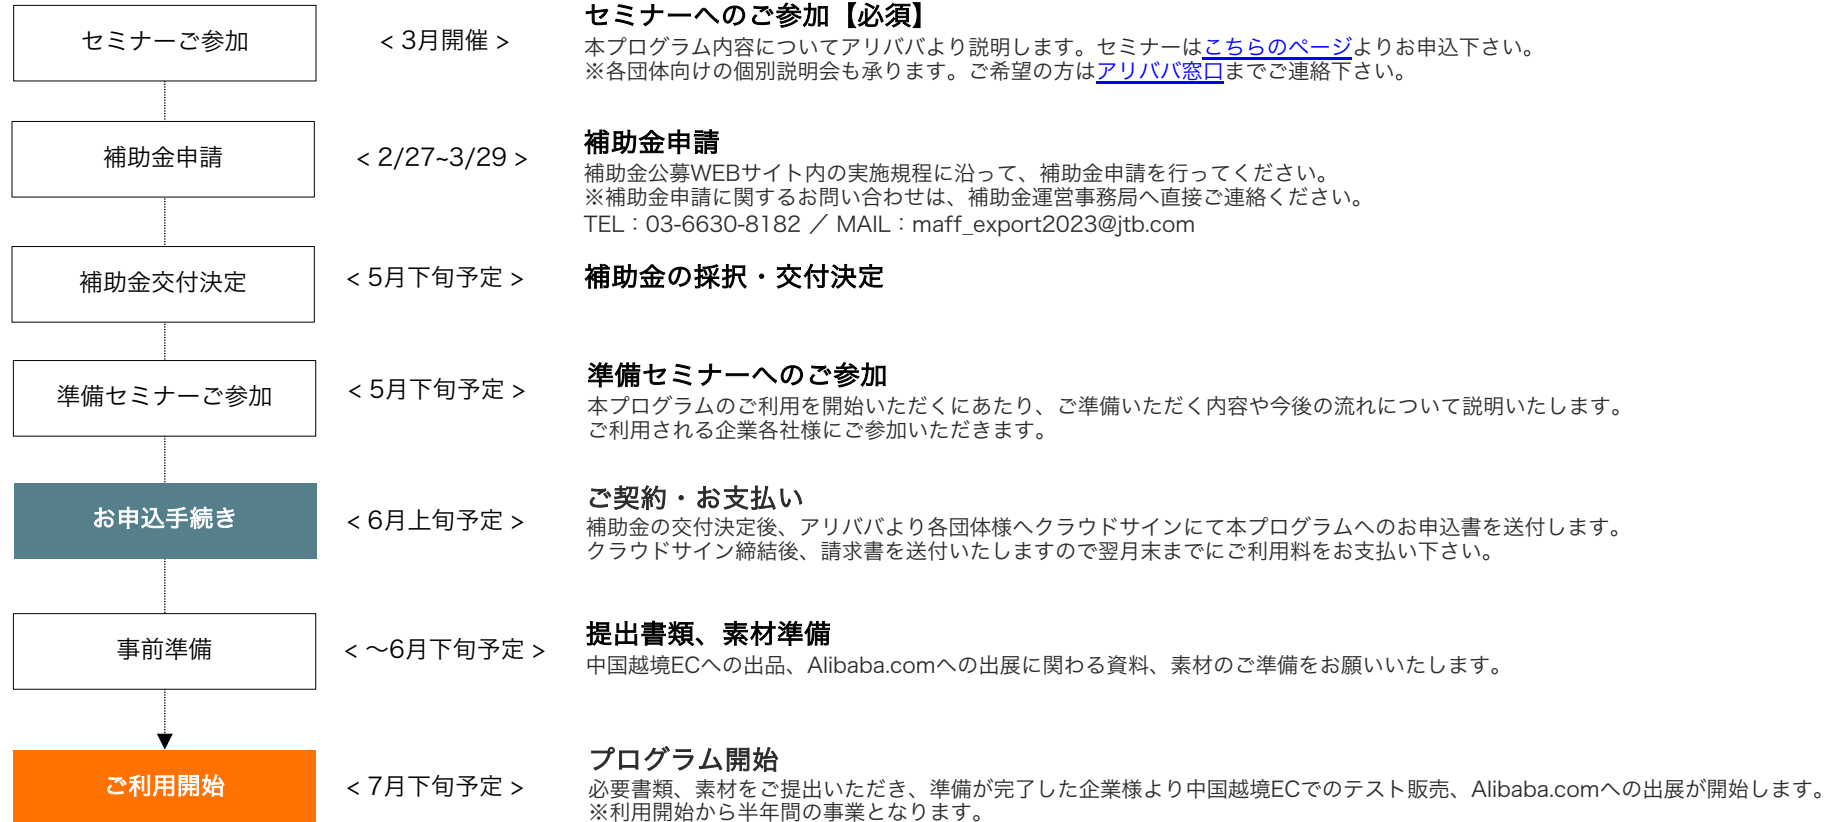 セミナーご参加
< 3月開催 >
セミナーへのご参加【必須】
本プログラム内容についてアリババより説明します。セミナーはこちらのページよりお申込下さい。
※各団体向けの個別説明会も承ります。ご希望の方はアリババ窓口までご連絡下さい。
補助金申請
< 2/27~3/29 >
補助金申請
補助金公募WEBサイト内の実施規程に沿って、補助金申請を行ってください。
※補助金申請に関するお問い合わせは、補助金運営事務局へ直接ご連絡ください。
TEL：03-6630-8182 ／ MAIL：maff_export2023@jtb.com
補助金交付決定
< 5月下旬予定 >
補助金の採択・交付決定
準備セミナーご参加
< 5月下旬予定 >
準備セミナーへのご参加
本プログラムのご利用を開始いただくにあたり、ご準備いただく内容や今後の流れについて説明いたします。
ご利用される企業各社様にご参加いただきます。
お申込手続き
< 6月上旬予定 >
ご契約・お支払い
補助金の交付決定後、アリババより各団体様へクラウドサインにて本プログラムへのお申込書を送付します。
クラウドサイン締結後、請求書を送付いたしますので翌月末までにご利用料をお支払い下さい。
事前準備
< ～6月下旬予定 >
提出書類、素材準備
中国越境ECへの出品、Alibaba.comへの出展に関わる資料、素材のご準備をお願いいたします。
ご利用開始
< 7月下旬予定 >
プログラム開始
必要書類、素材をご提出いただき、準備が完了した企業様より中国越境ECでのテスト販売、Alibaba.comへの出展が開始します。
※利用開始から半年間の事業となります。